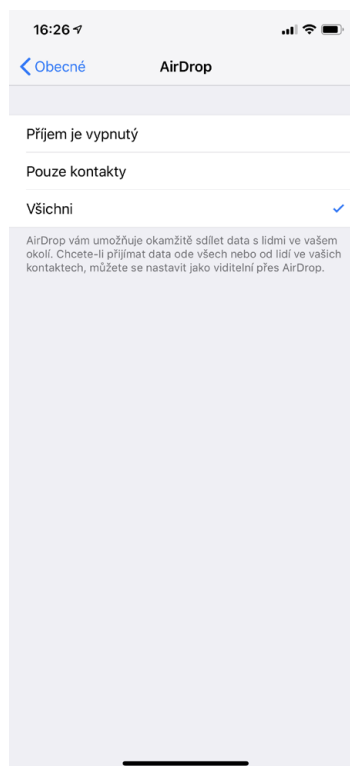 16:26
Obecné
AirDrop
Příjem je vypnutý
Pouze kontakty
Všichni
AirDrop vám umožňuje okamžitě sdílet data s lidmi ve vašem
okolí. Chcete-li přijímat data ode všech nebo od lidí ve vašich
kontaktech, můžete se nastavit jako viditelní přes AirDrop.